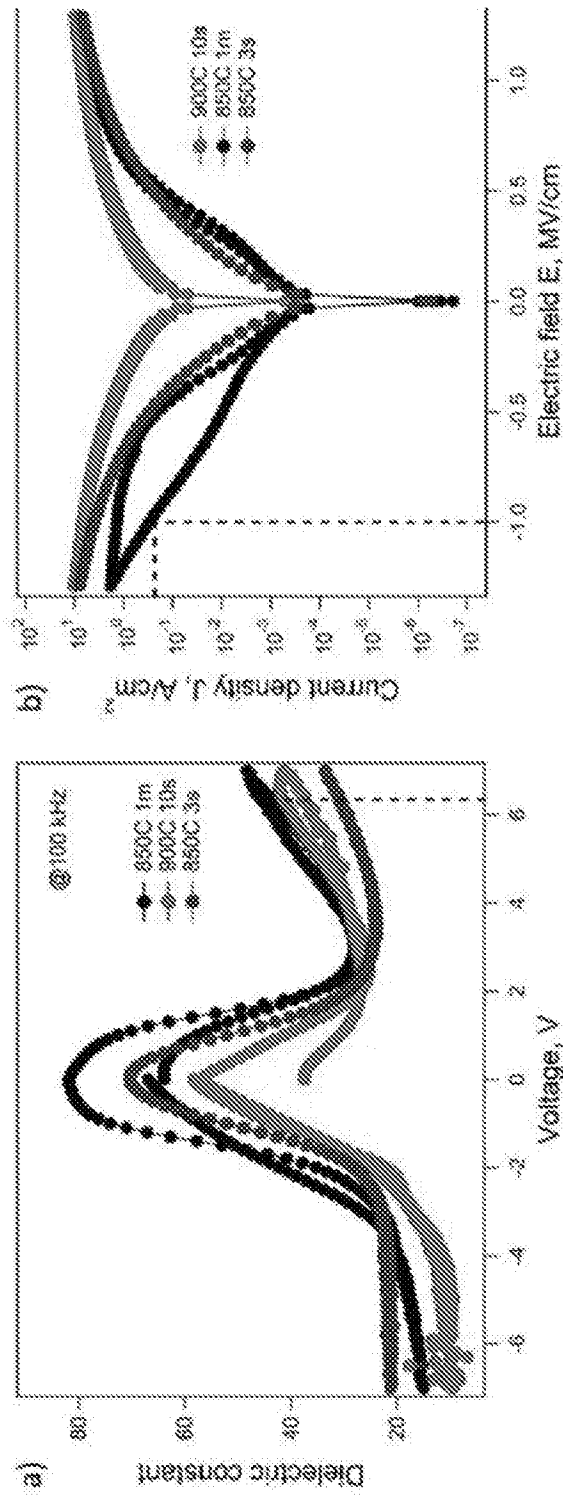 a)
Dielectric constant
80
60
40
20
@100 kHz
850C 1m
900C 10s
850C 3s
-6
-4
-2
0
2
4
6
Voltage, V
b)
Current density J, A/cm²
10²
10¹
10⁰
10⁻¹
10⁻²
10⁻³
10⁻⁴
10⁻⁵
10⁻⁶
10⁻⁷
900C 10s
850C 1m
850C 3s
-1.0
-0.5
0.0
0.5
1.0
Electric field E, MV/cm